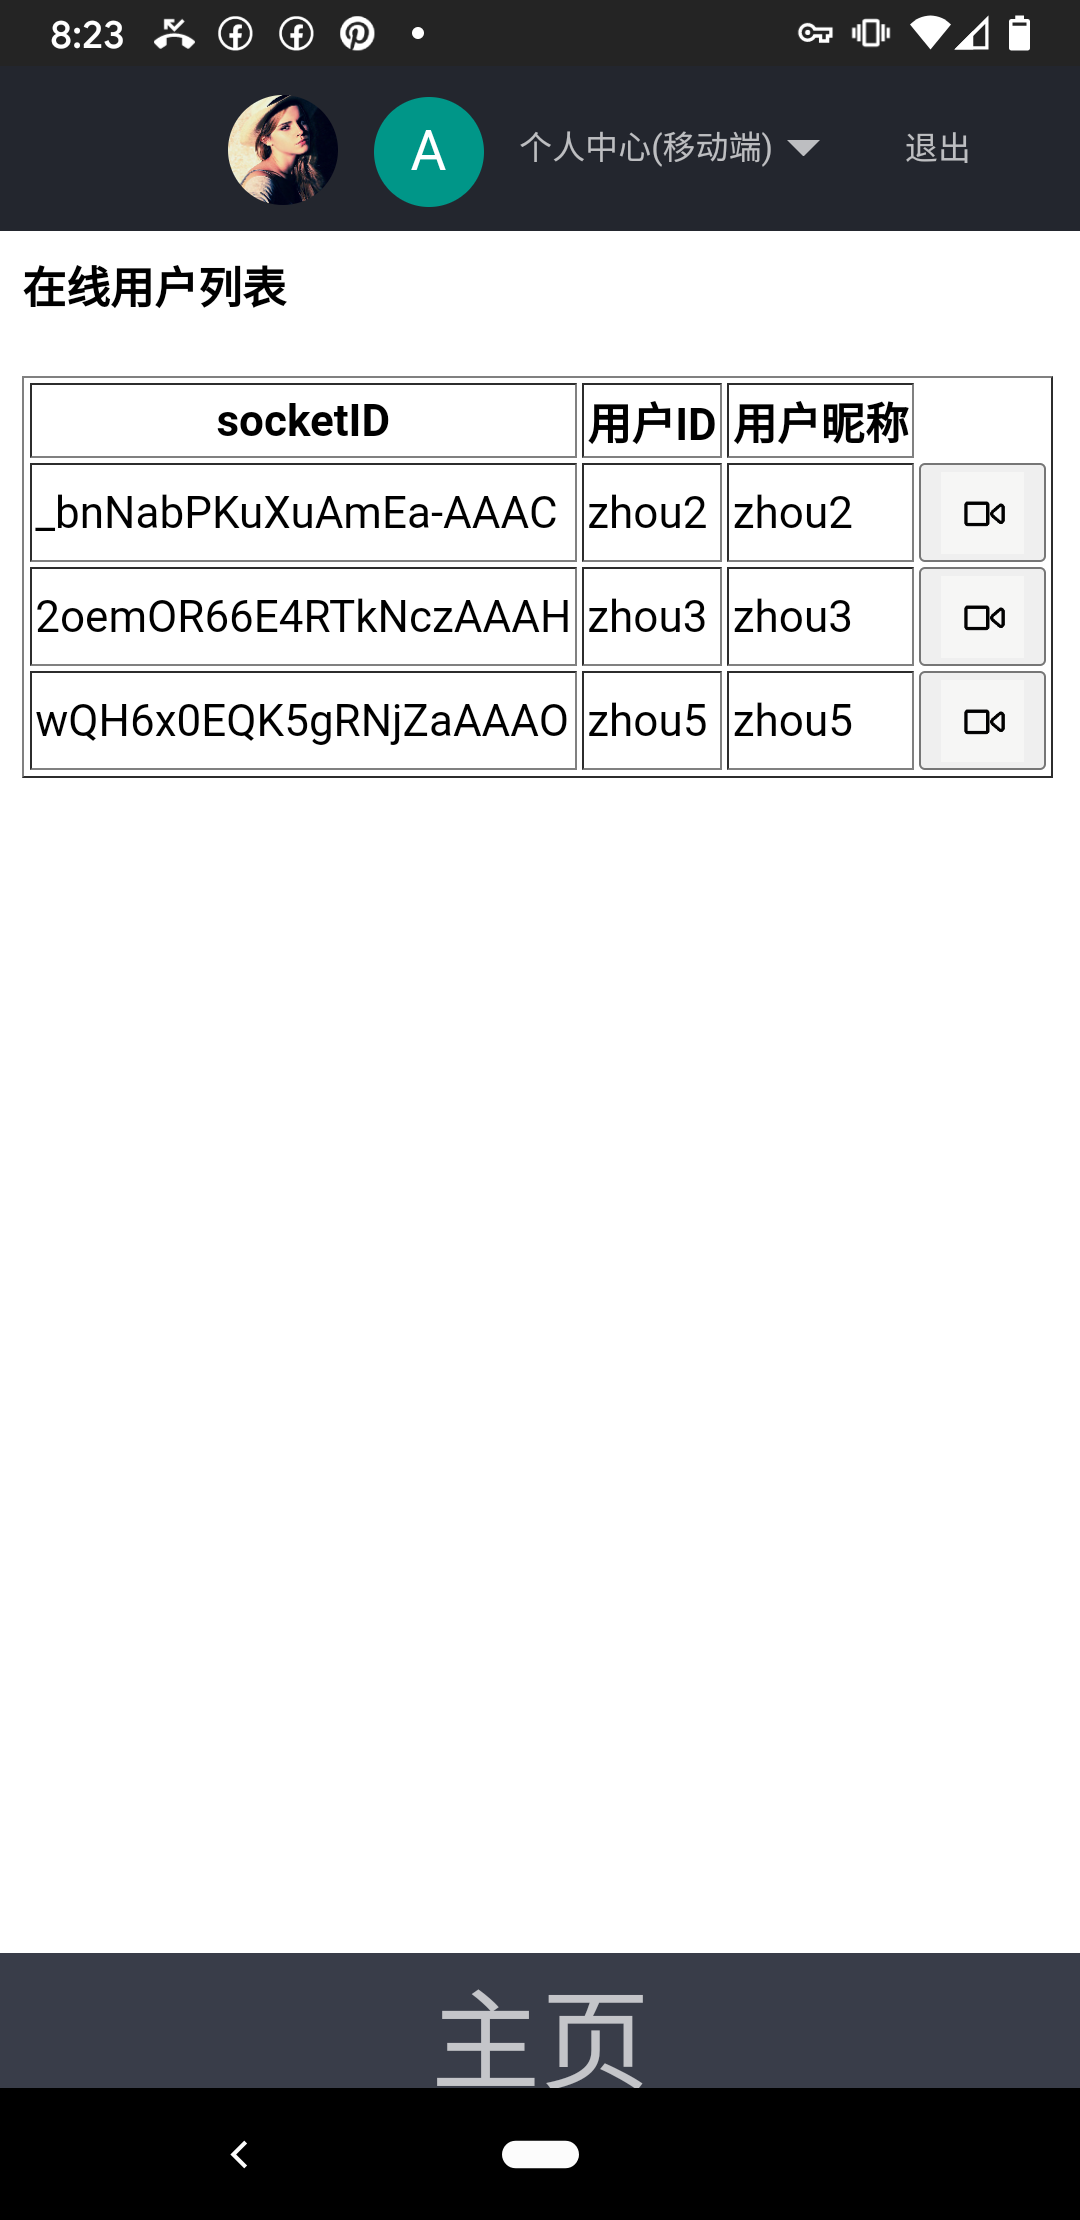 8:23
A 个人中心(移动端) 退出
在线用户列表
socketID 用户ID 用户昵称
_bnNabPKuXuAmEa-AAAC zhou2 zhou2
2oemOR66E4RTkNczAAAH zhou3 zhou3
wQH6x0EQK5gRNjZaAAAO zhou5 zhou5
主页